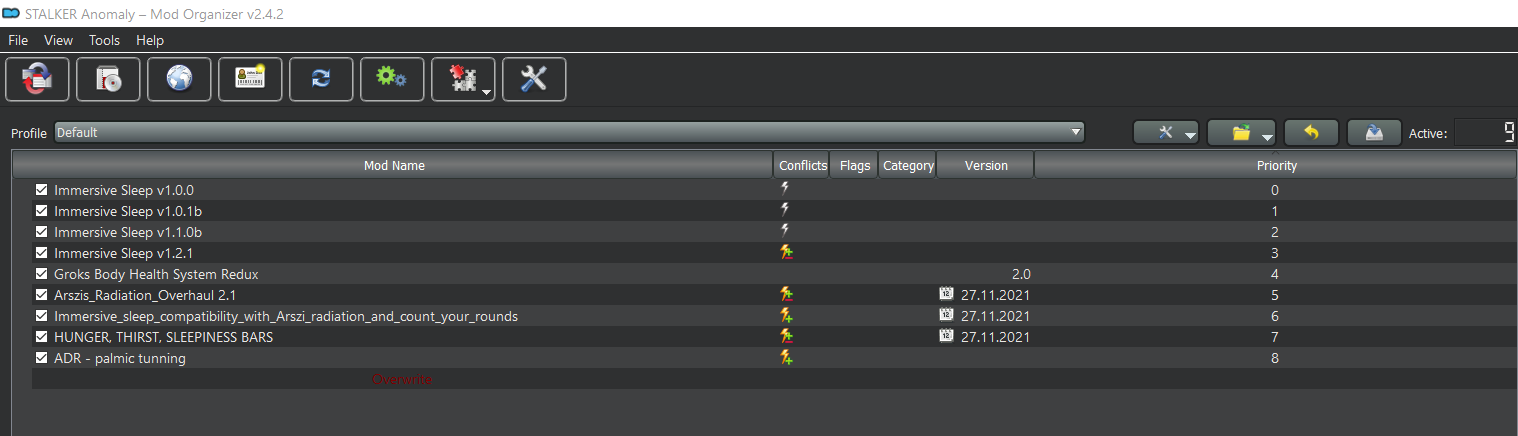 STALKER Anomaly – Mod Organizer v2.4.2
File View Tools Help
Profile Default Active: 9
Mod Name Conflicts Flags Category Version Priority
Immersive Sleep v1.0.0 0
Immersive Sleep v1.0.1b 1
Immersive Sleep v1.1.0b 2
Immersive Sleep v1.2.1 3
Groks Body Health System Redux 2.0 4
Arszis_Radiation_Overhaul 2.1 12 27.11.2021 5
Immersive_sleep_compatibility_with_Arszi_radiation_and_count_your_rounds 12 27.11.2021 6
HUNGER, THIRST, SLEEPINESS BARS 12 27.11.2021 7
ADR - palmic tunning 8
Overwrite